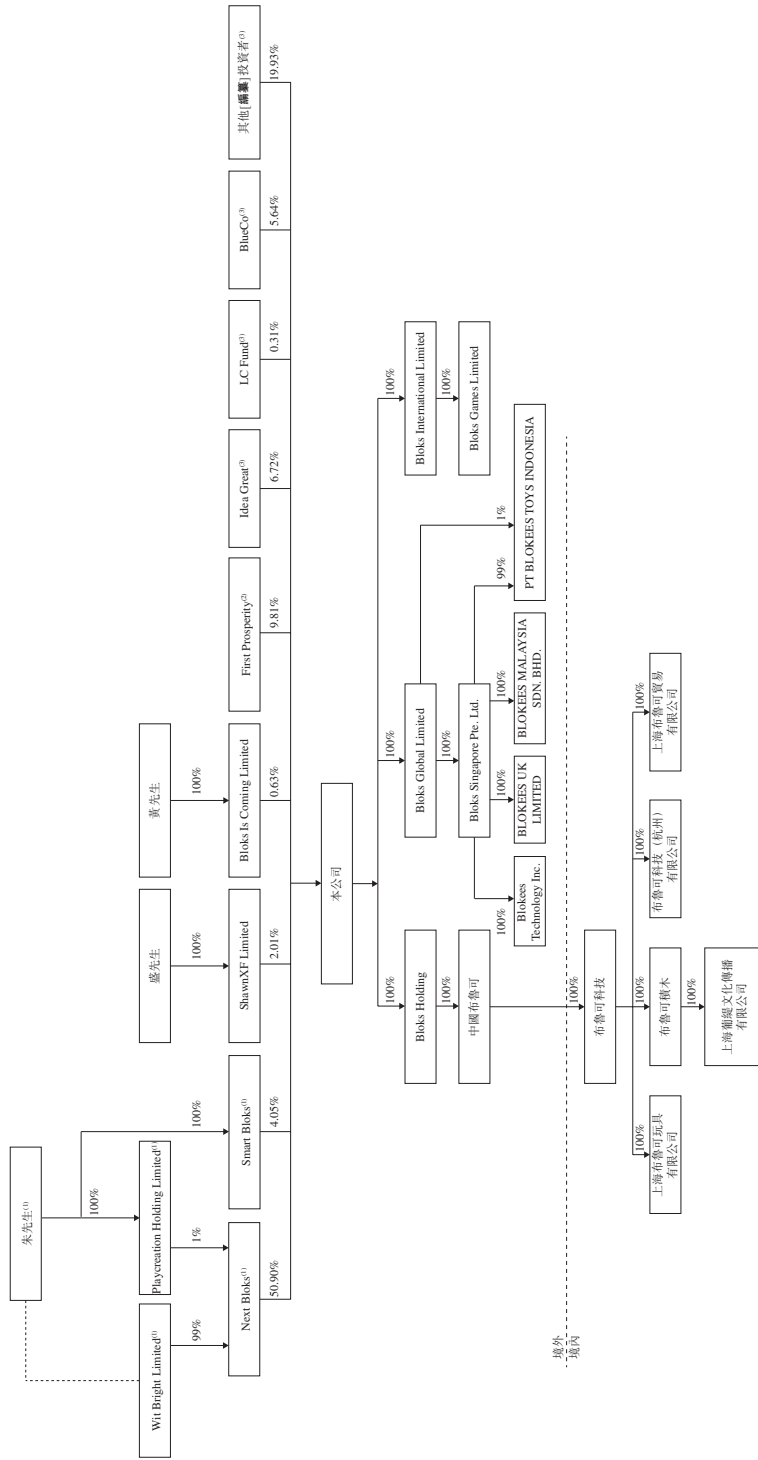 朱先生(1)
盛先生
黃先生
100%
100%
100%
100%
Wit Bright Limited(1)
Playcreation Holding Limited(1)
99%
1%
Next Bloks(1)
Smart Bloks(1)
ShawnXF Limited
Bloks Is Coming Limited
First Prosperity(2)
Idea Great(3)
LC Fund(3)
BlueCo(3)
其他[編纂]投資者(3)
50.90%
4.05%
2.01%
0.63%
9.81%
6.72%
0.31%
5.64%
19.93%
本公司
100%
100%
100%
Bloks Holding
Bloks Global Limited
Bloks International Limited
100%
100%
100%
中國布魯可
Bloks Singapore Pte. Ltd.
Bloks Games Limited
100%
100%
100%
99%
1%
Blokees
Technology Inc.
BLOKEES UK
LIMITED
BLOKEES MALAYSIA
SDN. BHD.
PT BLOKEES TOYS INDONESIA
境外
境內
100%
布魯可科技
100%
100%
100%
100%
上海布魯可玩具
有限公司
布魯可積木
布魯可科技（杭州）
有限公司
上海布魯可貿易
有限公司
100%
上海葡緹文化傳播
有限公司